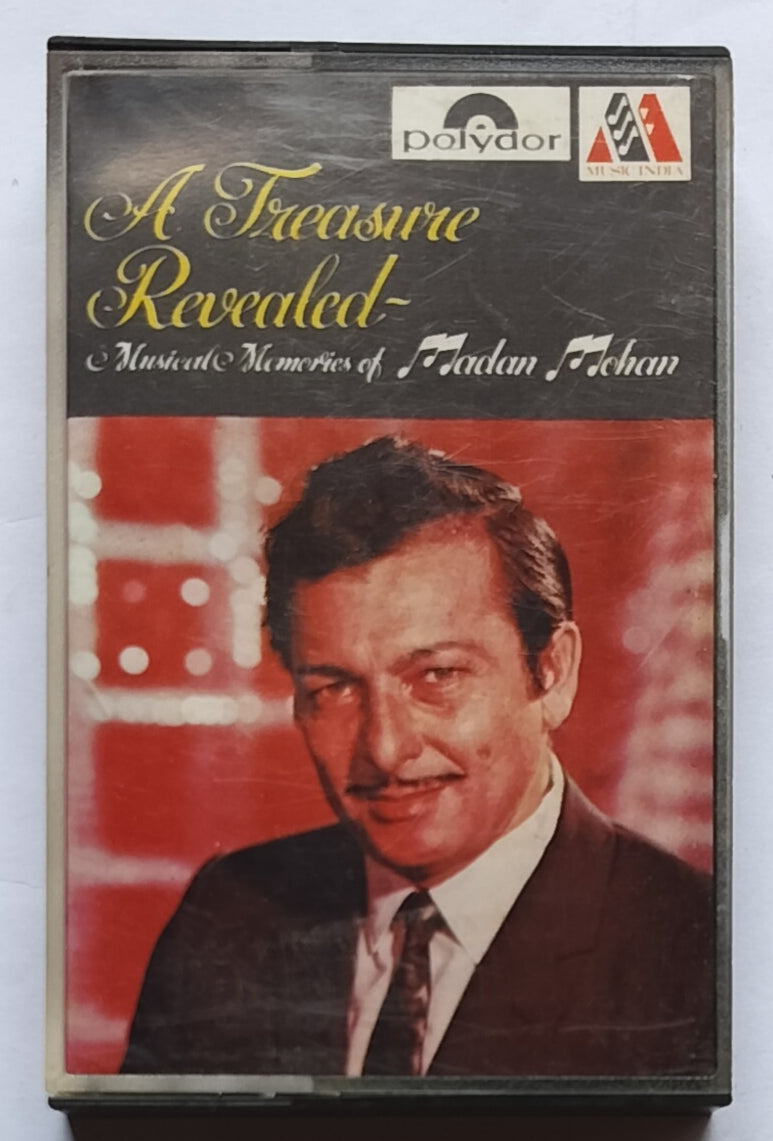 polydor
MUSIC INDIA
A Treasure
Revealed-
Musical Memories of Madan Mohan